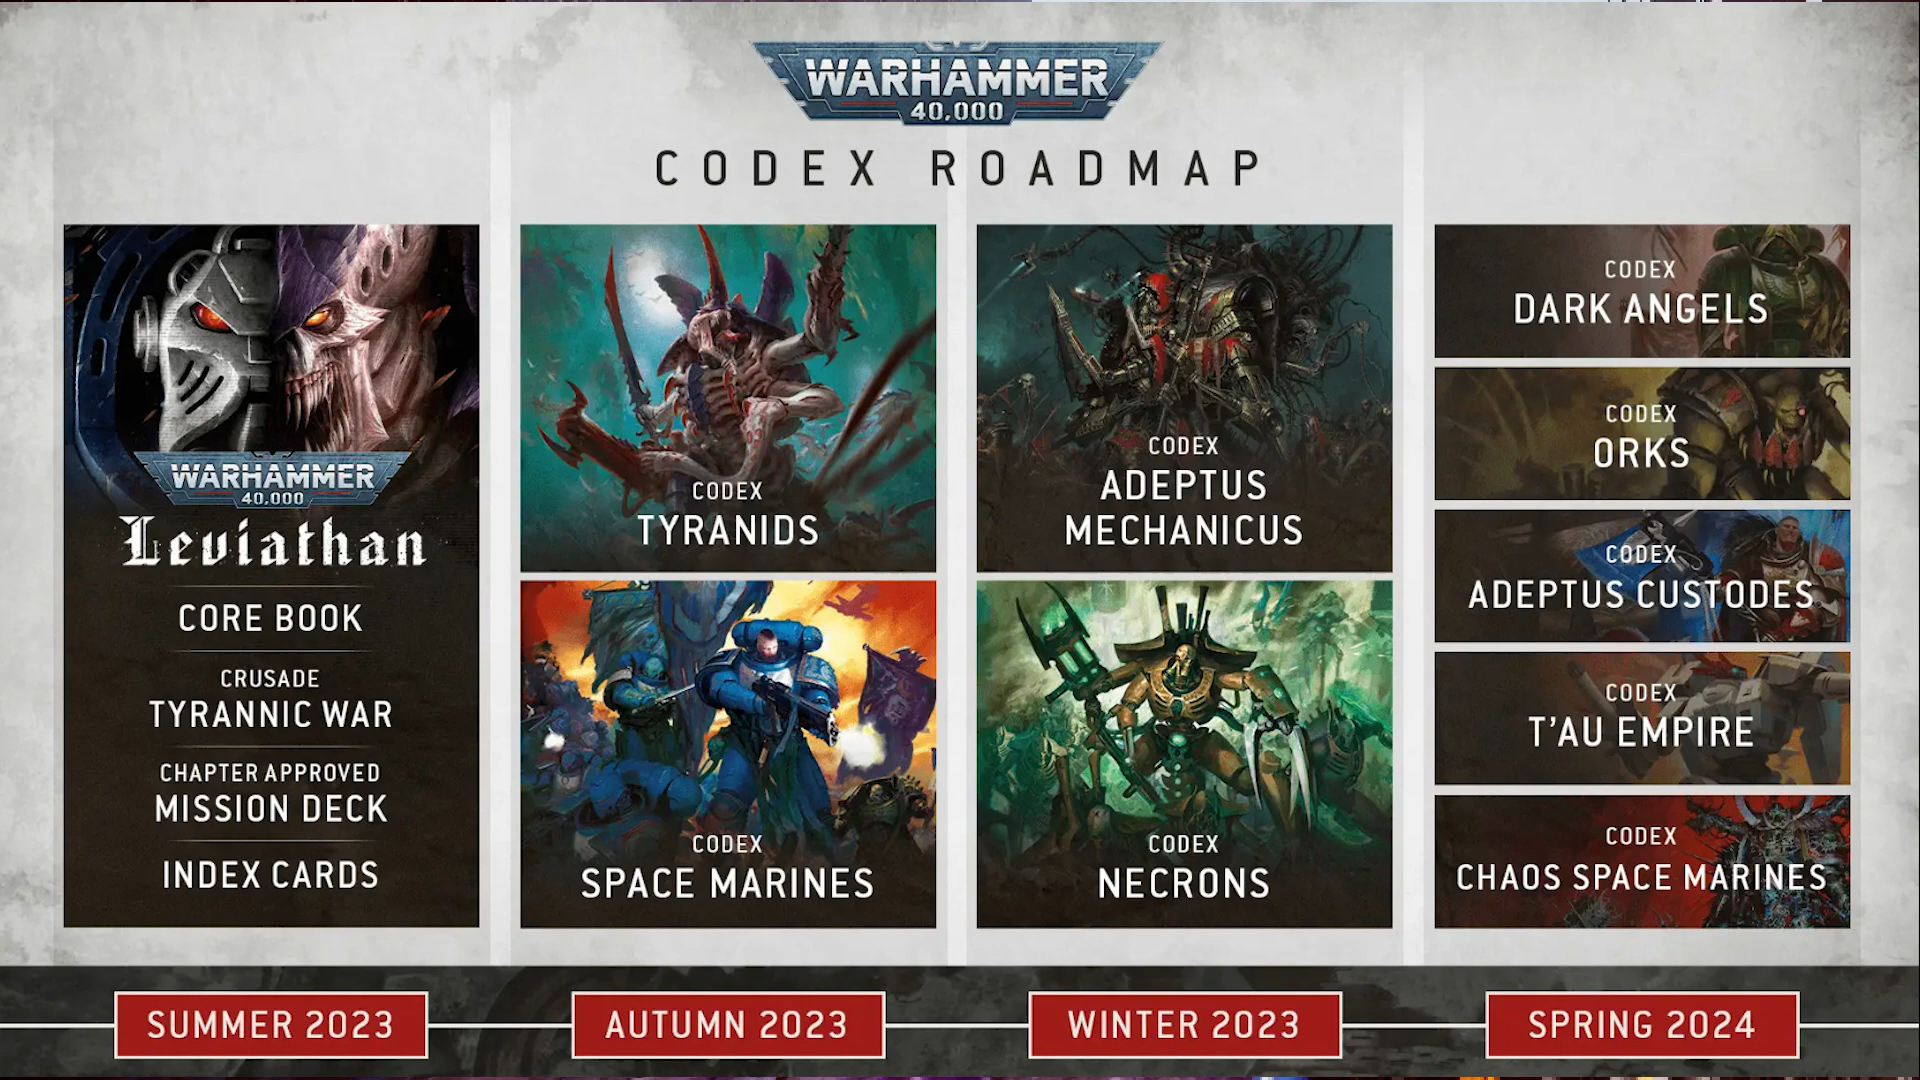 WARHAMMER
40,000
CODEX ROADMAP
WARHAMMER
40,000
Leviathan
CORE BOOK
CRUSADE
TYRANNIC WAR
CHAPTER APPROVED
MISSION DECK
INDEX CARDS
SUMMER 2023
CODEX
TYRANIDS
CODEX
SPACE MARINES
AUTUMN 2023
CODEX
ADEPTUS
MECHANICUS
CODEX
NECRONS
WINTER 2023
CODEX
DARK ANGELS
CODEX
ORKS
CODEX
ADEPTUS CUSTODES
CODEX
T'AU EMPIRE
CODEX
CHAOS SPACE MARINES
SPRING 2024